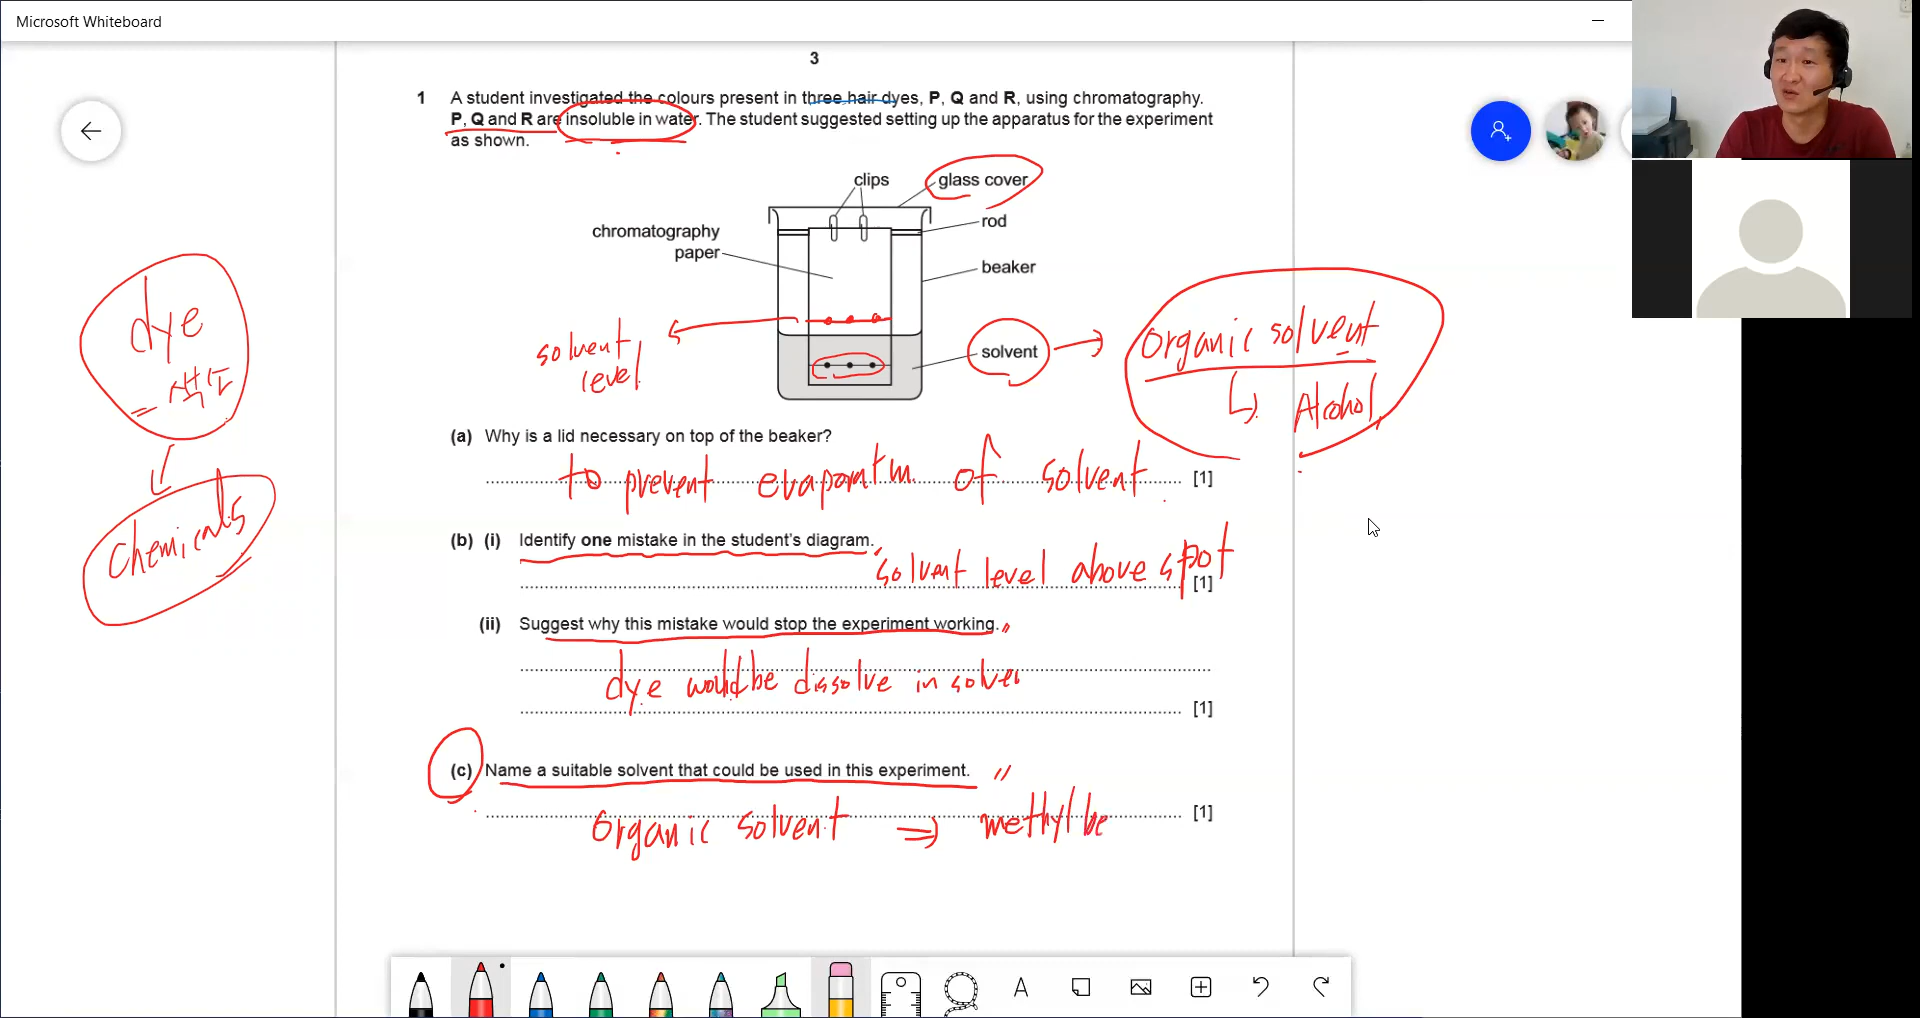 Microsoft Whiteboard
3
1 A student investigated the colours present in three hair dyes, P, Q and R, using chromatography.
P, Q and R are insoluble in water. The student suggested setting up the apparatus for the experiment
as shown.
clips
glass cover
chromatography
paper
rod
beaker
solvent
solvent
level
organic solvent
Alcohol
dye
chemicals
(a) Why is a lid necessary on top of the beaker?
to prevent evaporatm. of solvent. [1]
(b) (i) Identify one mistake in the student's diagram.
solvent level above spot
[1]
(ii) Suggest why this mistake would stop the experiment working.
dye would be dissolve in solve
[1]
(c) Name a suitable solvent that could be used in this experiment.
organic solvent ⇒ methyl be [1]
A